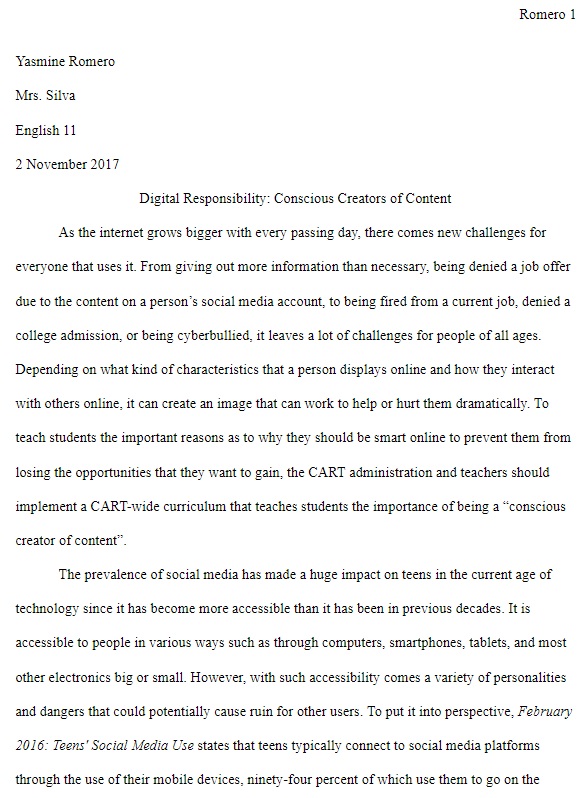 Romero 1
Yasmine Romero
Mrs. Silva
English 11
2 November 2017
Digital Responsibility: Conscious Creators of Content
As the internet grows bigger with every passing day, there comes new challenges for
everyone that uses it. From giving out more information than necessary, being denied a job offer
due to the content on a person’s social media account, to being fired from a current job, denied a
college admission, or being cyberbullied, it leaves a lot of challenges for people of all ages.
Depending on what kind of characteristics that a person displays online and how they interact
with others online, it can create an image that can work to help or hurt them dramatically. To
teach students the important reasons as to why they should be smart online to prevent them from
losing the opportunities that they want to gain, the CART administration and teachers should
implement a CART-wide curriculum that teaches students the importance of being a “conscious
creator of content”.
The prevalence of social media has made a huge impact on teens in the current age of
technology since it has become more accessible than it has been in previous decades. It is
accessible to people in various ways such as through computers, smartphones, tablets, and most
other electronics big or small. However, with such accessibility comes a variety of personalities
and dangers that could potentially cause ruin for other users. To put it into perspective, February
2016: Teens' Social Media Use states that teens typically connect to social media platforms
through the use of their mobile devices, ninety-four percent of which use them to go on the